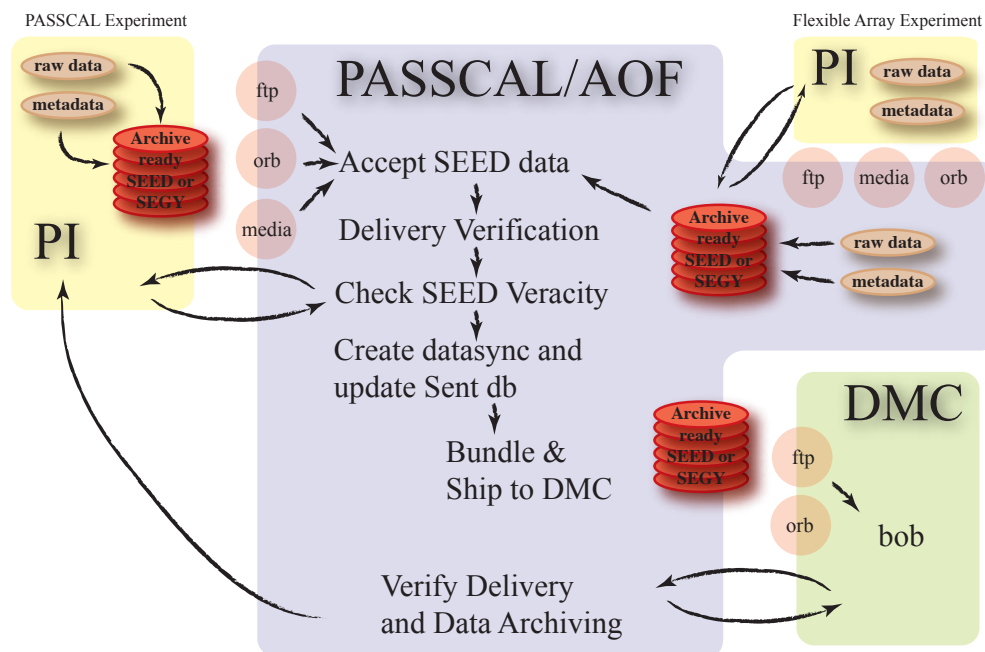 PASSCAL Experiment
raw data
metadata
Archive
ready
SEED or
SEGY
PI
ftp
orb
media
PASSCAL/AOF
Accept SEED data
Delivery Verification
Check SEED Veracity
Create datasync and
update Sent db
Bundle &
Ship to DMC
Verify Delivery
and Data Archiving
Flexible Array Experiment
PI
raw data
metadata
ftp
media
orb
Archive
ready
SEED or
SEGY
raw data
metadata
Archive
ready
SEED or
SEGY
DMC
ftp
orb
bob